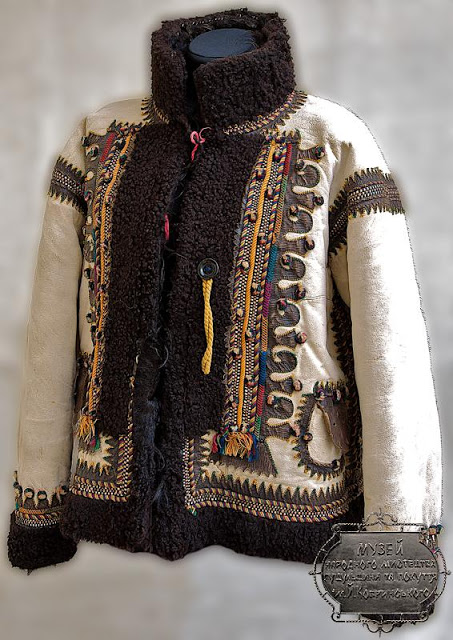 МУЗЕЙ
народного мистецтва
гуцульщини та покуття
ім. Й. Кобринського